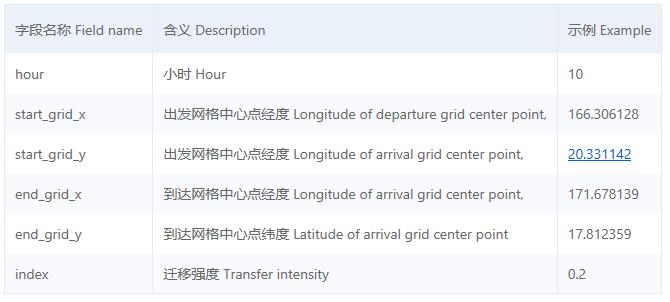 字段名称 Field name 含义 Description 示例 Example
hour 小时 Hour 10
start_grid_x 出发网格中心点经度 Longitude of departure grid center point, 166.306128
start_grid_y 出发网格中心点经度 Longitude of arrival grid center point, 20.331142
end_grid_x 到达网格中心点经度 Longitude of arrival grid center point, 171.678139
end_grid_y 到达网格中心点纬度 Latitude of arrival grid center point 17.812359
index 迁移强度 Transfer intensity 0.2